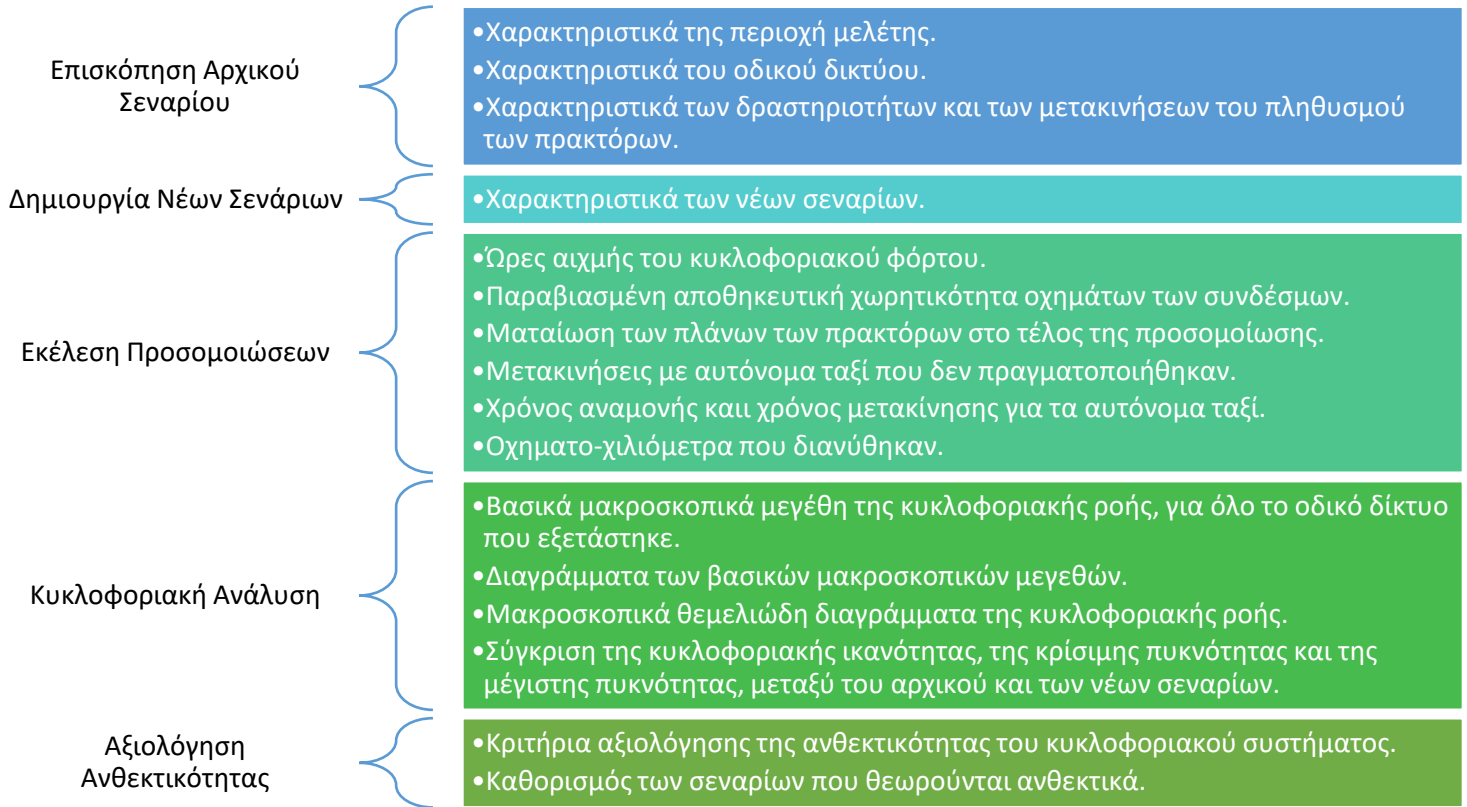 Επισκόπηση Αρχικού
Σεναρίου
•Χαρακτηριστικά της περιοχή μελέτης.
•Χαρακτηριστικά του οδικού δικτύου.
•Χαρακτηριστικά των δραστηριοτήτων και των μετακινήσεων του πληθυσμού
των πρακτόρων.
Δημιουργία Νέων Σενάριων
•Χαρακτηριστικά των νέων σεναρίων.
Εκέλεση Προσομοιώσεων
•Ώρες αιχμής του κυκλοφοριακού φόρτου.
•Παραβιασμένη αποθηκευτική χωρητικότητα οχημάτων των συνδέσμων.
•Ματαίωση των πλάνων των πρακτόρων στο τέλος της προσομοίωσης.
•Μετακινήσεις με αυτόνομα ταξί που δεν πραγματοποιήθηκαν.
•Χρόνος αναμονής καιι χρόνος μετακίνησης για τα αυτόνομα ταξί.
•Οχηματο-χιλιόμετρα που διανύθηκαν.
Κυκλοφοριακή Ανάλυση
•Βασικά μακροσκοπικά μεγέθη της κυκλοφοριακής ροής, για όλο το οδικό δίκτυο
που εξετάστηκε.
•Διαγράμματα των βασικών μακροσκοπικών μεγεθών.
•Μακροσκοπικά θεμελιώδη διαγράμματα της κυκλοφοριακής ροής.
•Σύγκριση της κυκλοφοριακής ικανότητας, της κρίσιμης πυκνότητας και της
μέγιστης πυκνότητας, μεταξύ του αρχικού και των νέων σεναρίων.
Αξιολόγηση
Ανθεκτικότητας
•Κριτήρια αξιολόγησης της ανθεκτικότητας του κυκλοφοριακού συστήματος.
•Καθορισμός των σεναρίων που θεωρούνται ανθεκτικά.